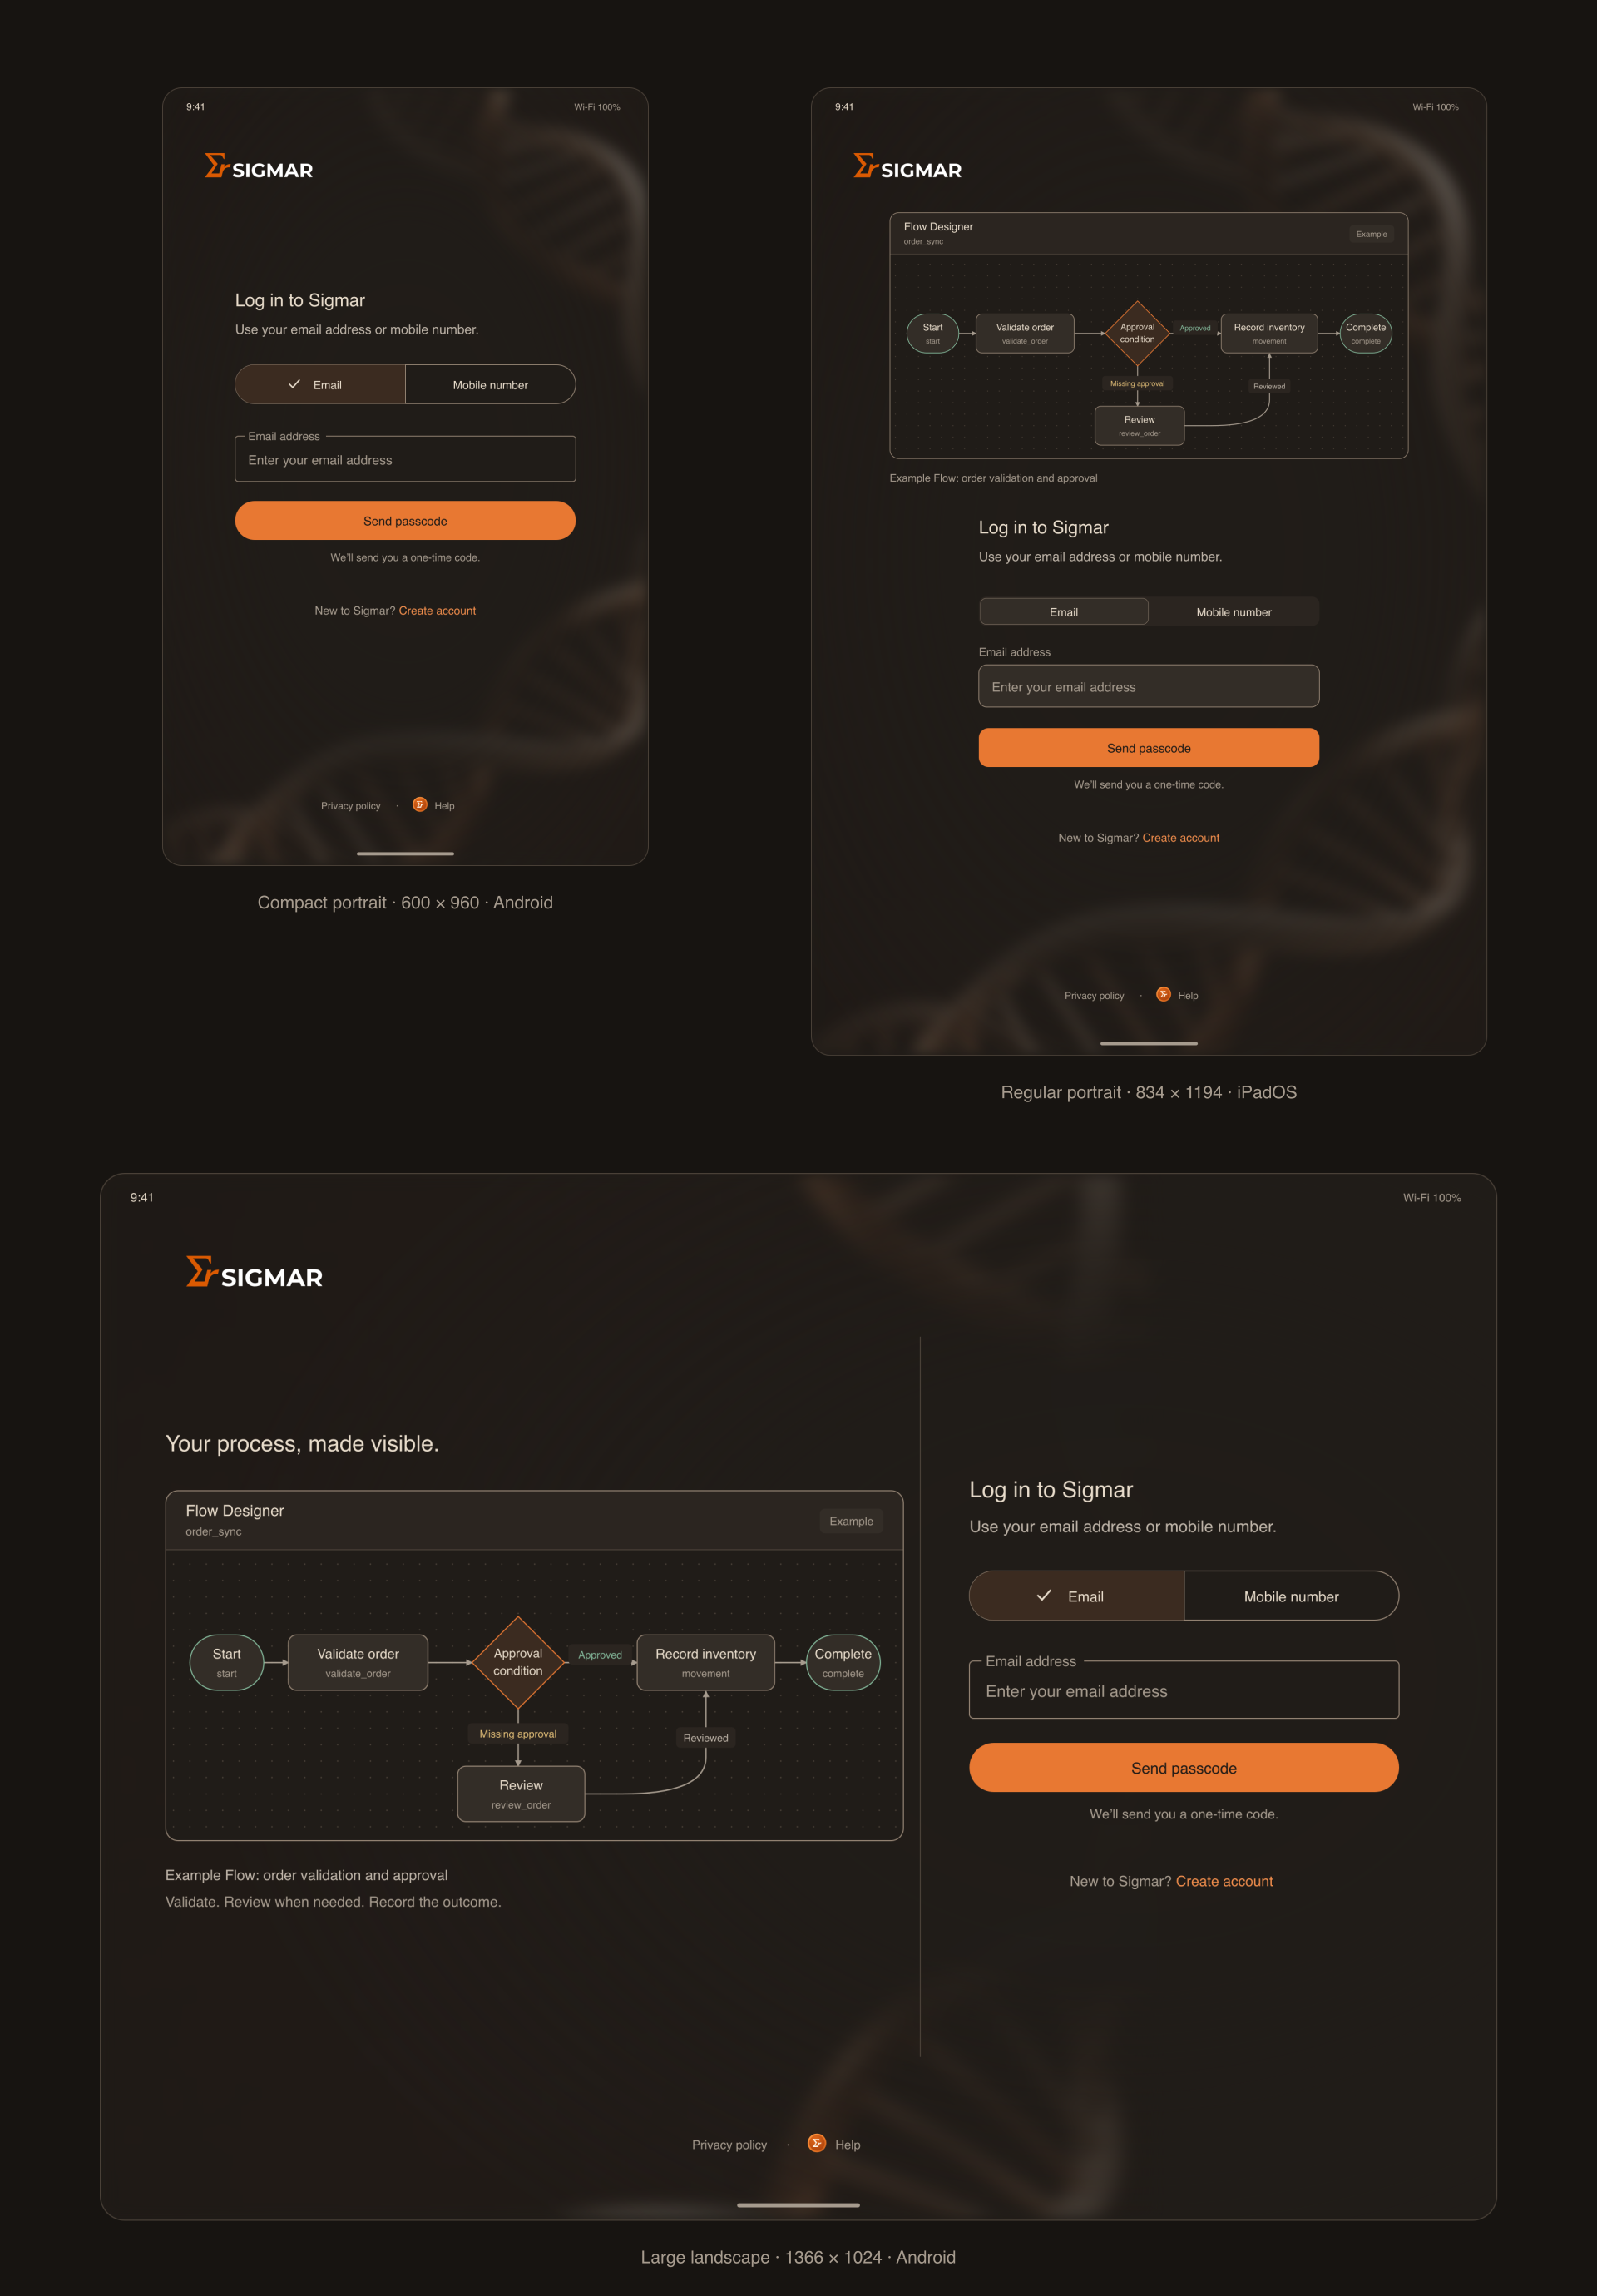 9:41
Wi-Fi 100%
Σr SIGMAR
Log in to Sigmar
Use your email address or mobile number.
Email
Mobile number
Email address
Enter your email address
Send passcode
We'll send you a one-time code.
New to Sigmar? Create account
Privacy policy · Σr Help
Compact portrait · 600 × 960 · Android
9:41
Wi-Fi 100%
Σr SIGMAR
Flow Designer
order_sync
Example
Start
start
Validate order
validate_order
Approval
condition
Approved
Record inventory
movement
Complete
complete
Missing approval
Reviewed
Review
review_order
Example Flow: order validation and approval
Log in to Sigmar
Use your email address or mobile number.
Email
Mobile number
Email address
Enter your email address
Send passcode
We'll send you a one-time code.
New to Sigmar? Create account
Privacy policy · Σr Help
Regular portrait · 834 × 1194 · iPadOS
9:41
Wi-Fi 100%
Σr SIGMAR
Your process, made visible.
Flow Designer
order_sync
Example
Start
start
Validate order
validate_order
Approval
condition
Approved
Record inventory
movement
Complete
complete
Missing approval
Reviewed
Review
review_order
Example Flow: order validation and approval
Validate. Review when needed. Record the outcome.
Log in to Sigmar
Use your email address or mobile number.
Email
Mobile number
Email address
Enter your email address
Send passcode
We'll send you a one-time code.
New to Sigmar? Create account
Privacy policy · Σr Help
Large landscape · 1366 × 1024 · Android